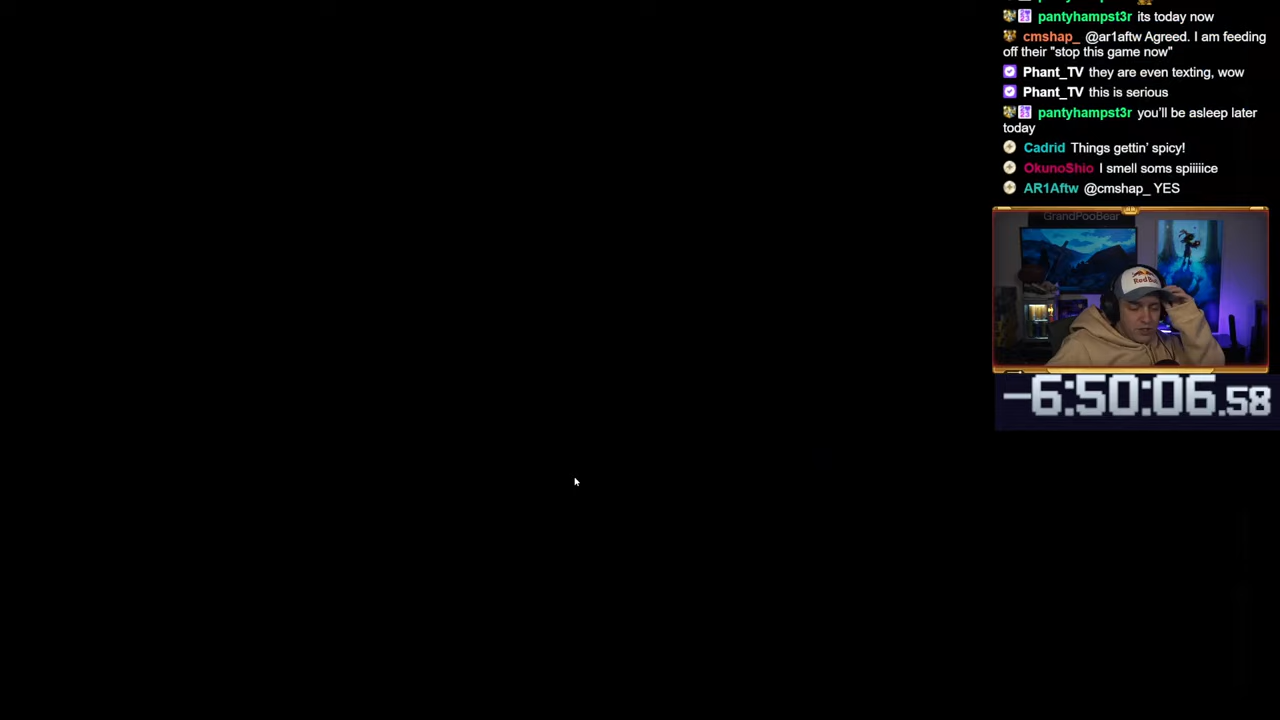 pantyhampst3r its today now
cmshap_ @ar1aftw Agreed. I am feeding
off their "stop this game now"
Phant_TV they are even texting, wow
Phant_TV this is serious
pantyhampst3r you'll be asleep later
today
Cadrid Things gettin' spicy!
OkunoShio I smell soms spiiiiice
AR1Aftw @cmshap_ YES
GrandPooBear
Red Bull
-6:50:06.58